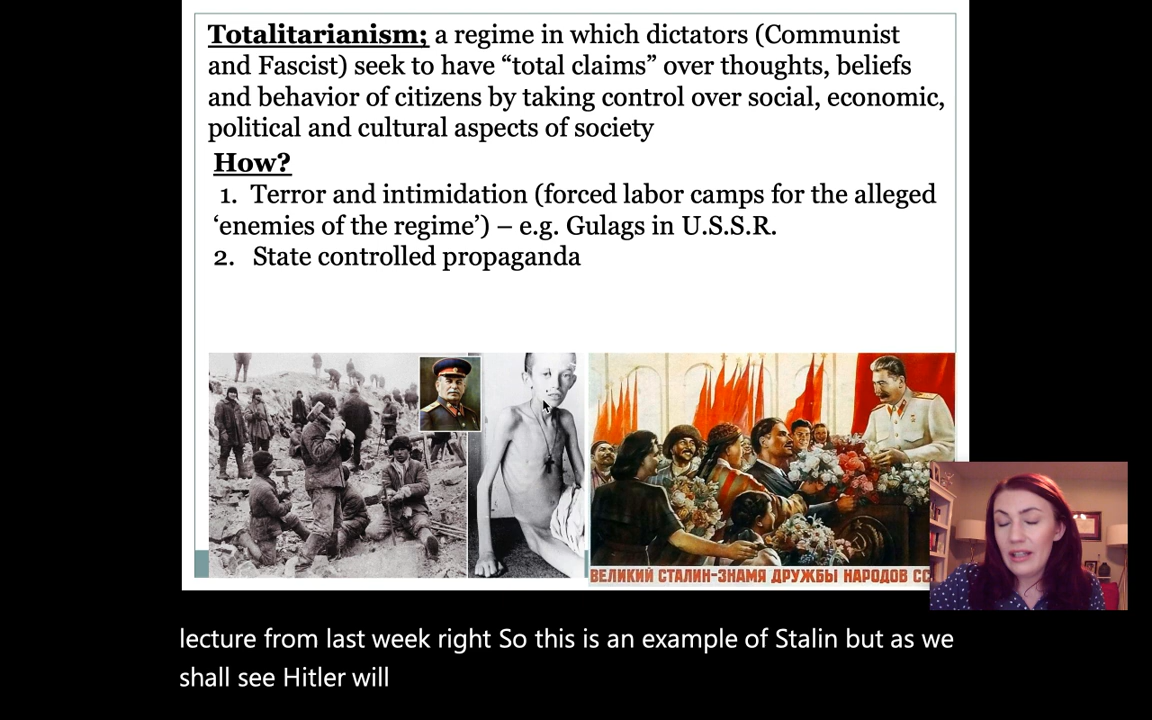 Totalitarianism; a regime in which dictators (Communist
and Fascist) seek to have “total claims” over thoughts, beliefs
and behavior of citizens by taking control over social, economic,
political and cultural aspects of society
How?
1. Terror and intimidation (forced labor camps for the alleged
‘enemies of the regime’) – e.g. Gulags in U.S.S.R.
2. State controlled propaganda
ВЕЛИКИЙ СТАЛИН-ЗНАМЯ ДРУЖБЫ НАРОДОВ
lecture from last week right So this is an example of Stalin but as we
shall see Hitler will